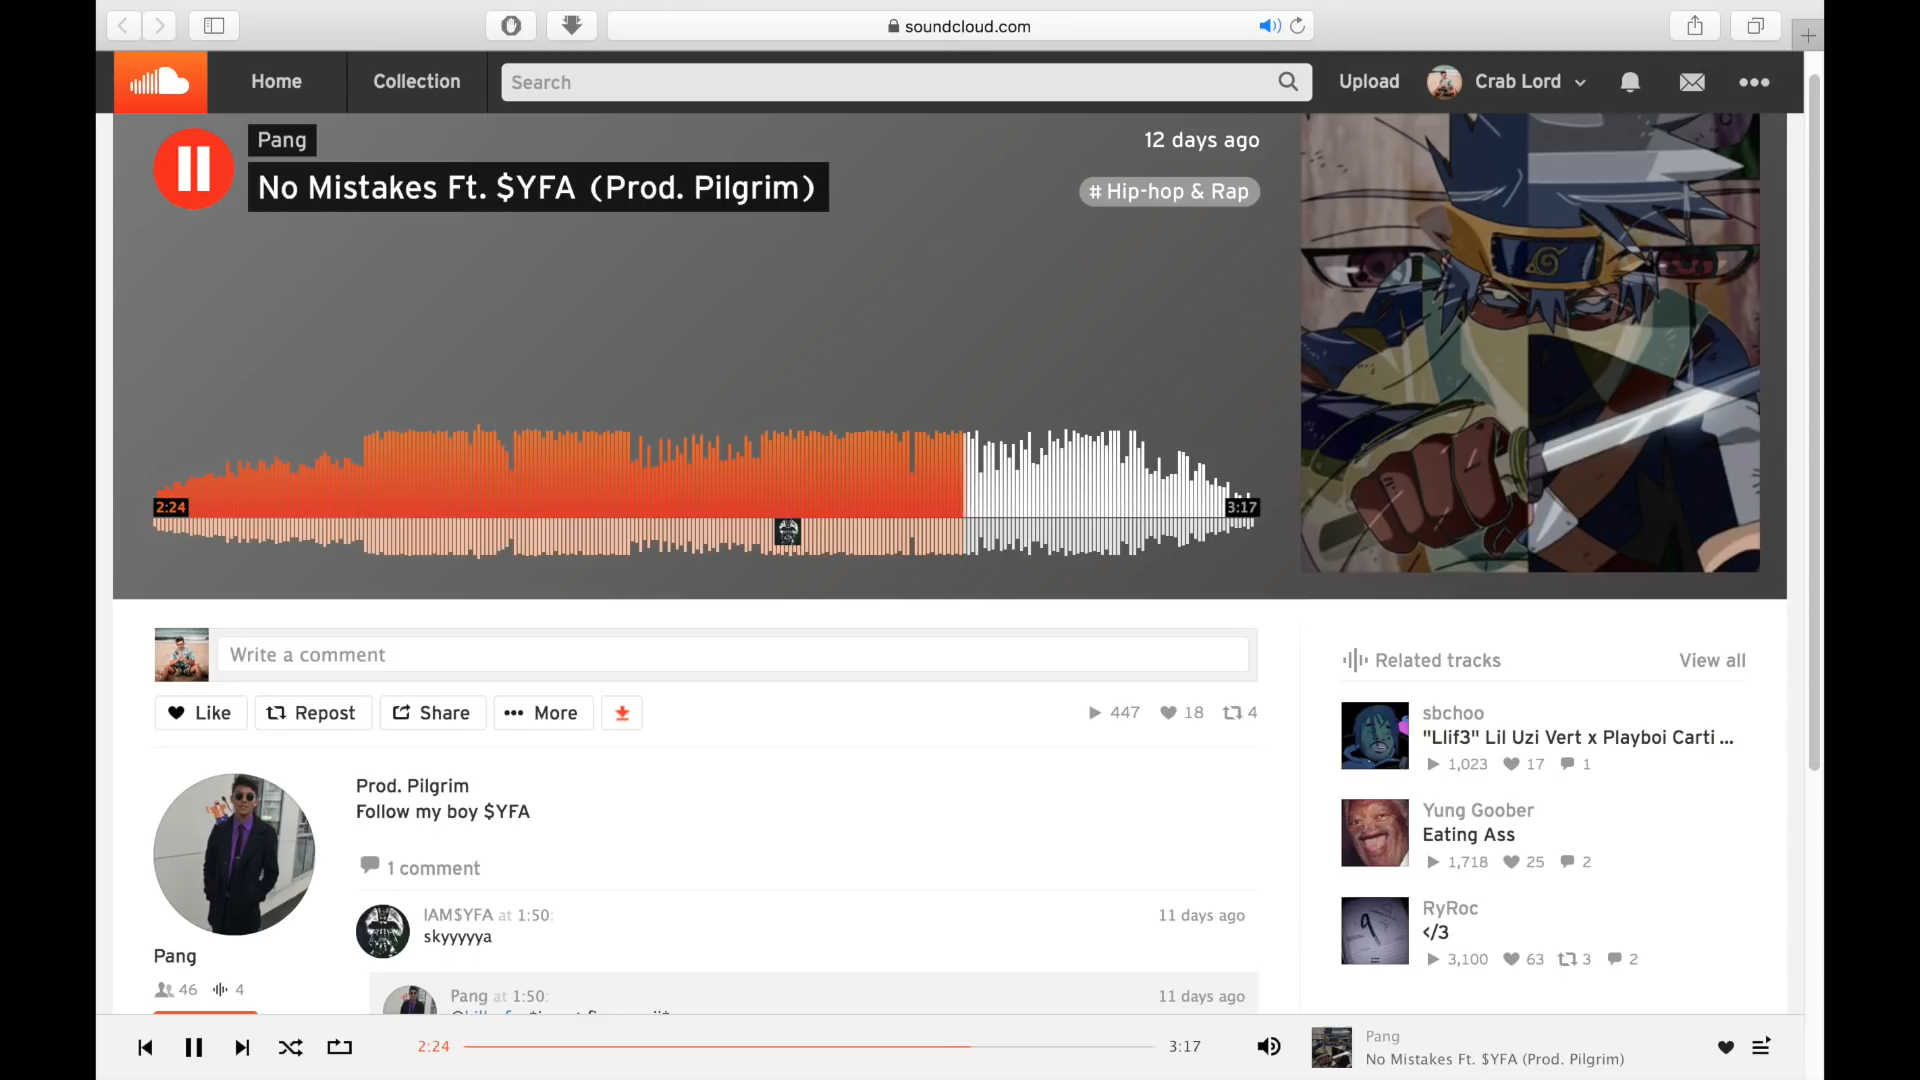 soundcloud.com
Home
Collection
Search
Upload
Crab Lord
Pang
12 days ago
No Mistakes Ft. $YFA (Prod. Pilgrim)
# Hip-hop & Rap
2:24
3:17
Write a comment
Like
Repost
Share
More
447
18
4
Related tracks
View all
sbchoo
"Llif3" Lil Uzi Vert x Playboi Carti ...
1,023
17
1
Yung Goober
Eating Ass
1,718
25
2
RyRoc
</3
3,100
63
3
2
Prod. Pilgrim
Follow my boy $YFA
1 comment
IAM$YFA at 1:50:
11 days ago
skyyyyya
Pang
46
4
Pang at 1:50:
11 days ago
2:24
3:17
Pang
No Mistakes Ft. $YFA (Prod. Pilgrim)